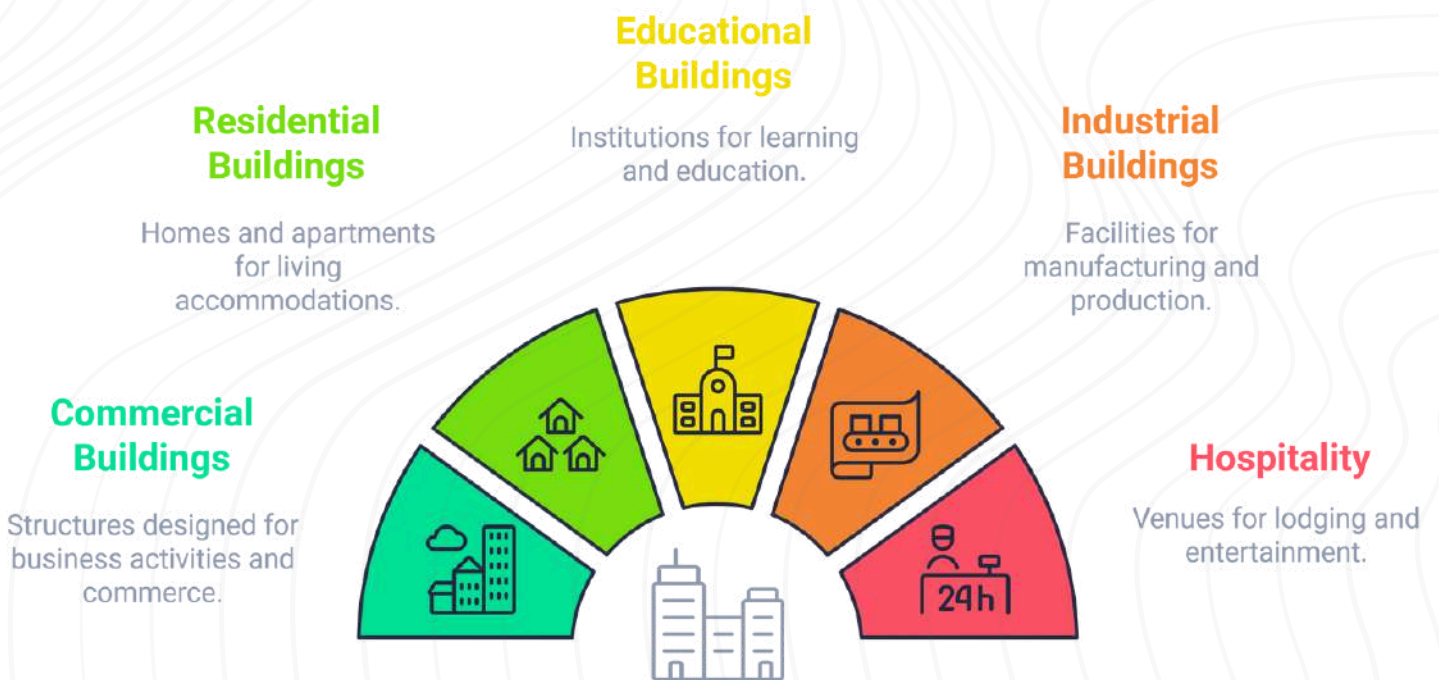 Educational
Buildings
Institutions for learning
and education.
Residential
Buildings
Homes and apartments
for living
accommodations.
Industrial
Buildings
Facilities for
manufacturing and
production.
Commercial
Buildings
Structures designed for
business activities and
commerce.
Hospitality
Venues for lodging and
entertainment.
24h